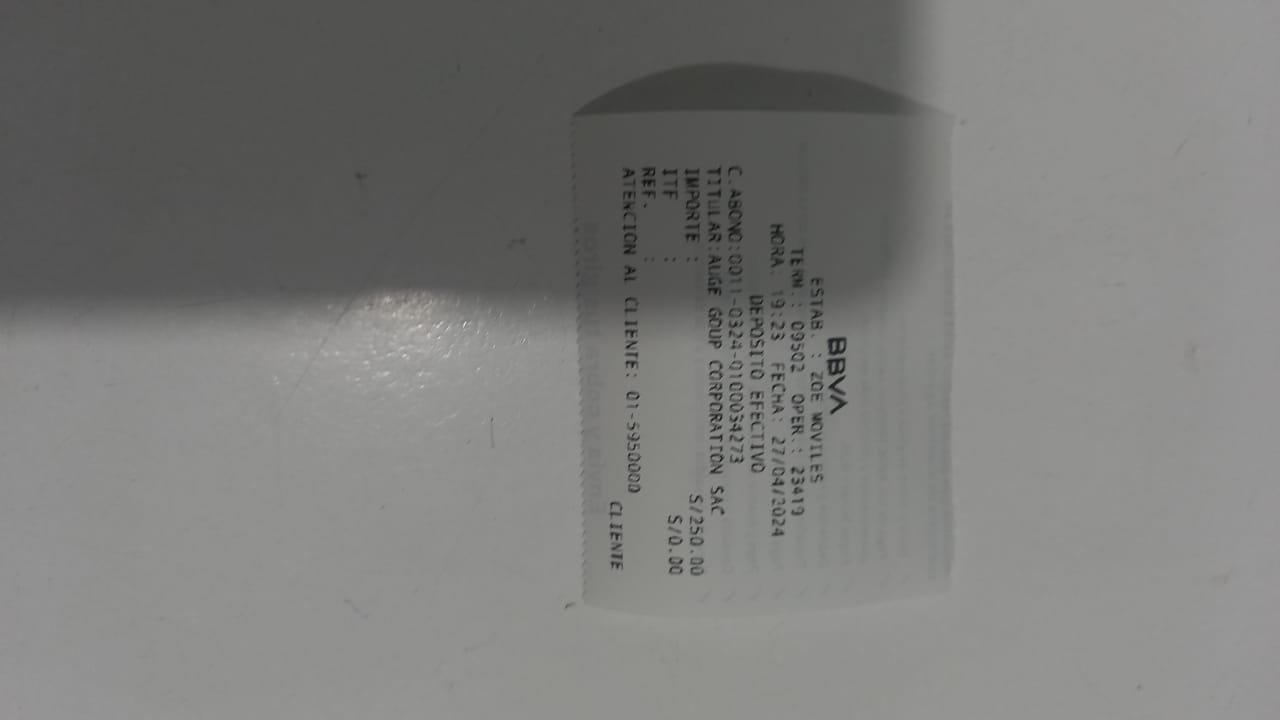 BBVA
ESTAB. : ZOE MOVILES
TERM.: 09502 OPER.: 23419
HORA. 19:23 FECHA: 27/04/2024
DEPOSITO EFECTIVO
C.ABONO:0011-0324-0100034273
TITULAR:AUGE GOUP CORPORATION SAC
IMPORTE : S/250.00
ITF : S/0.00
REF. :
ATENCION AL CLIENTE: 01-5950000
CLIENTE